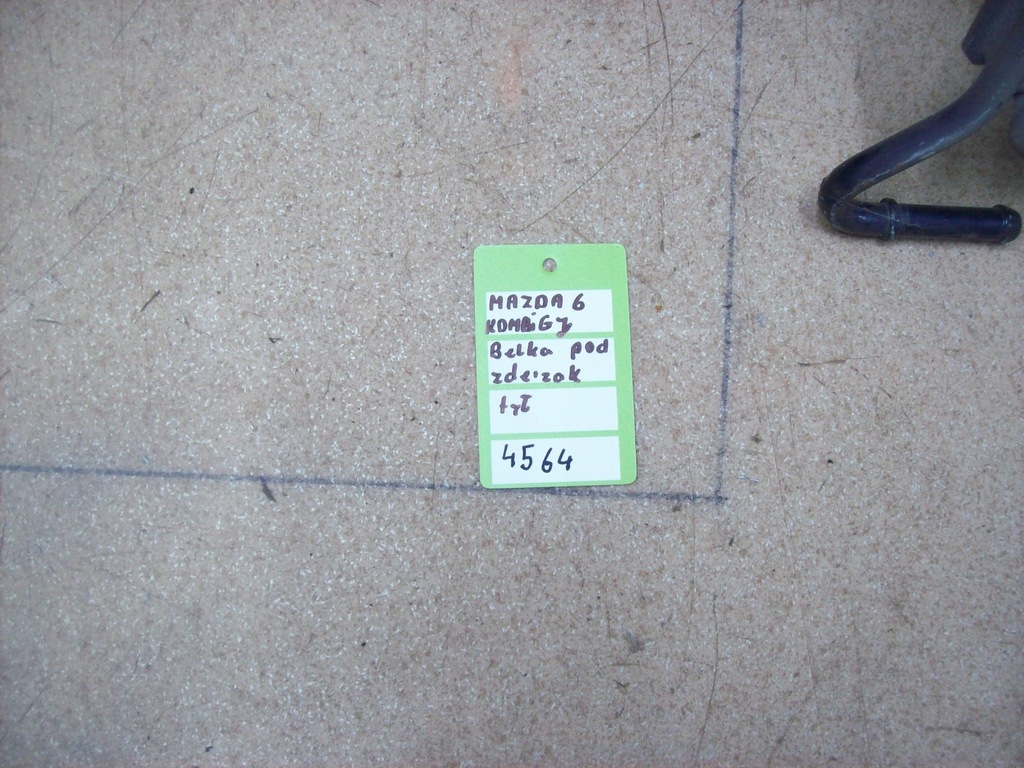 MAZDA 6
KOMBi GY
Belka pod
zderzak
tył
4564